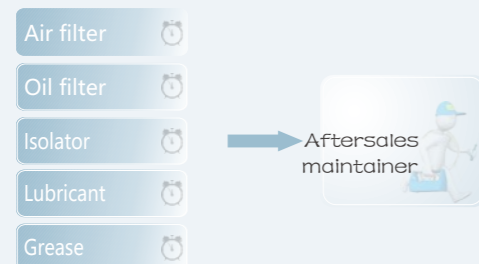 Air filter
Oil filter
Isolator
Lubricant
Grease
Aftersales
maintainer